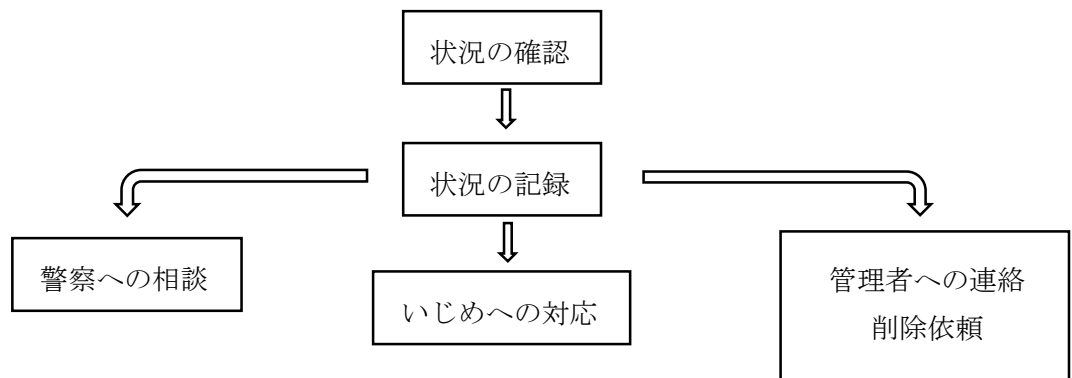 状況の確認
状況の記録
警察への相談
いじめへの対応
管理者への連絡
削除依頼